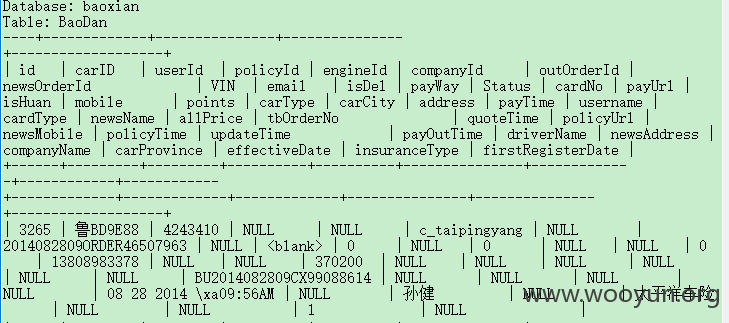 Database: baoxian
Table: BaoDan
----+--------------+---------------+---------------
+-------------------+
| id | carID | userId | policyId | engineId | companyId | outOrderId |
newsOrderId | VIN | email | isDel | payWay | Status | cardNo | payUrl |
isHuan | mobile | points | carType | carCity | address | payTime | username |
cardType | newsName | allPrice | tbOrderNo | quoteTime | policyUrl |
newsMobile | policyTime | updateTime | payOutTime | driverName | newsAddress |
companyName | carProvince | effectiveDate | insuranceType | firstRegisterDate |
+------+---------+---------+----------+----------+-------------+------------
-+------------+-------------
+-------------------+-------------+--------------+---------------+---------------
+-------------------+
| 3265 | 鲁BD9E88 | 4243410 | NULL | NULL | c_taipingyang | NULL |
2014082809ORDER46507963 | NULL | <blank> | 0 | NULL | 0 | NULL | NULL | 0
| 13808983378 | NULL | NULL | 370200 | NULL | NULL | NULL | NULL
| NULL | NULL | BU2014082809CX99088614 | NULL | NULL | NULL |
NULL | 08 28 2014 \xa09:56AM | NULL | 孙健 | NULL | 太平洋车险
| NULL | NULL | 1 | NULL | NULL |
www.wooyun.org